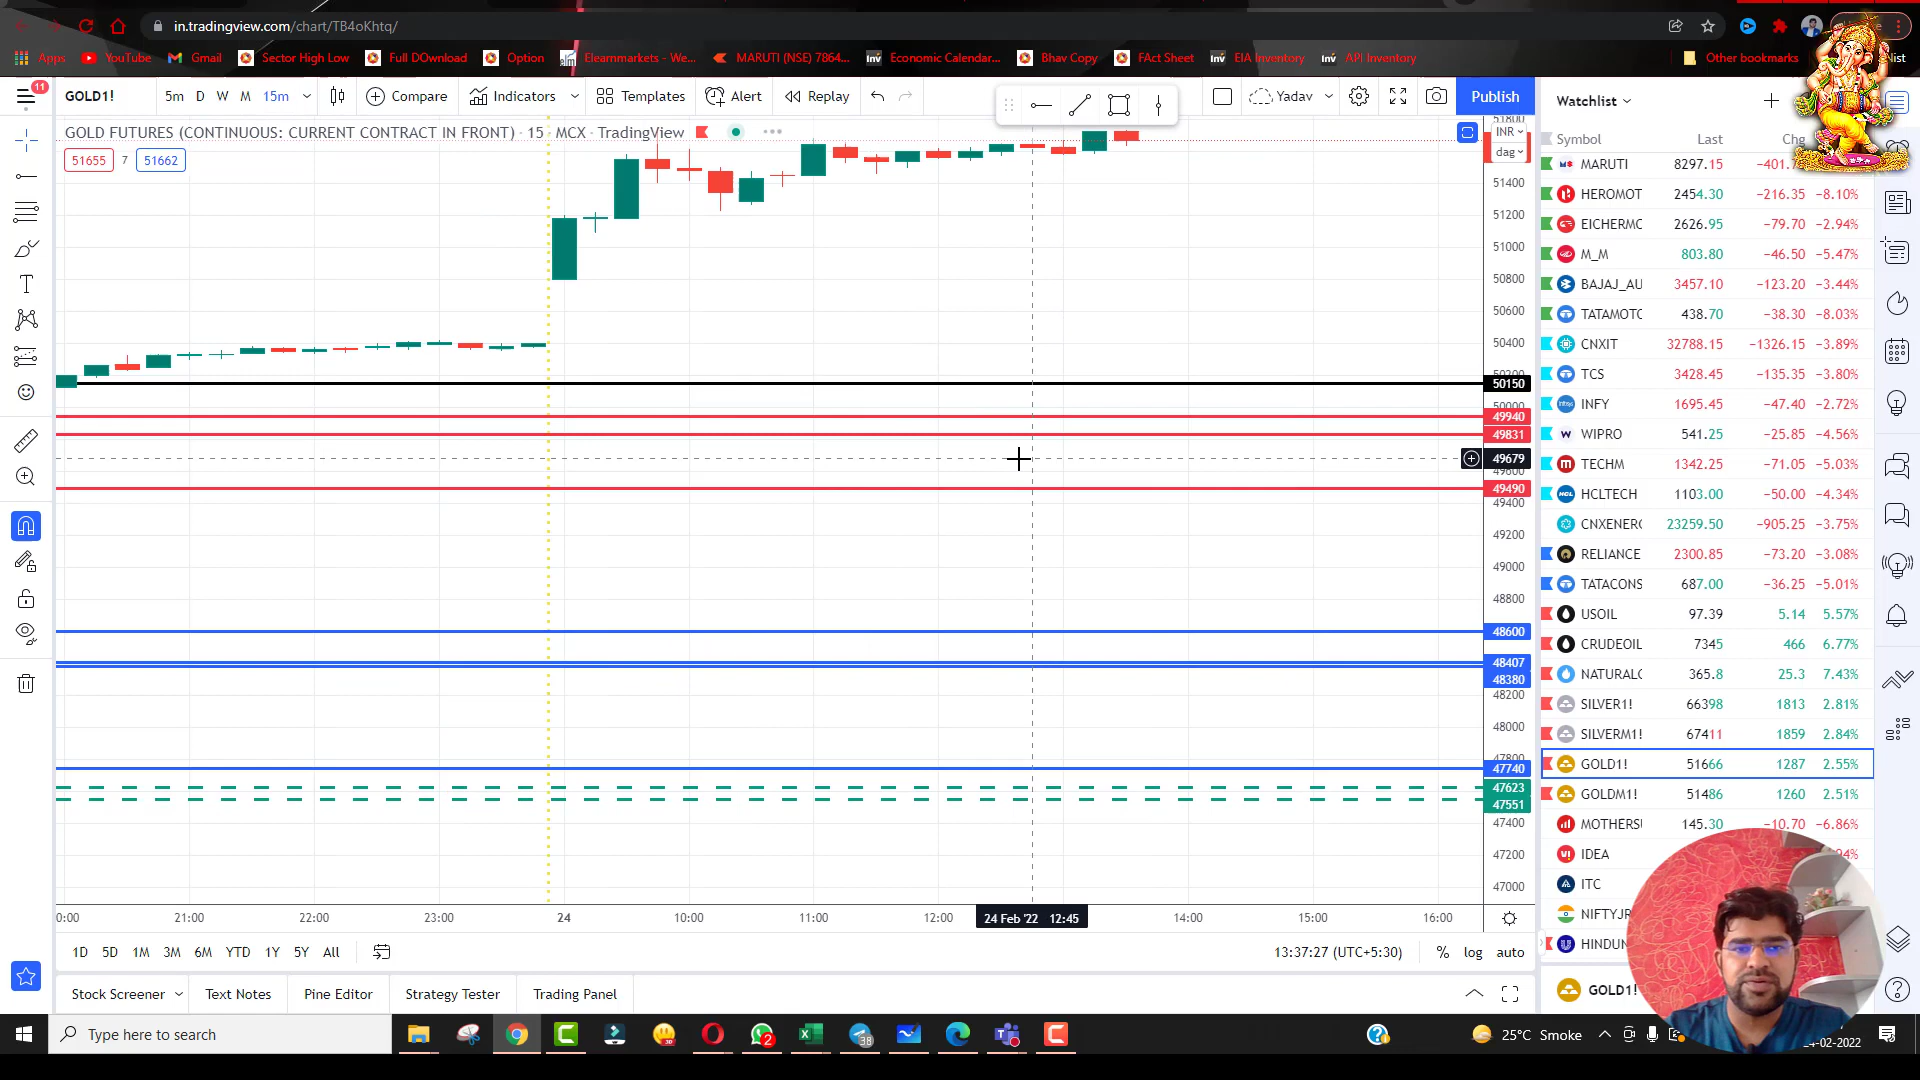 in.tradingview.com/chart/TB4oKhtq/
Apps YouTube Gmail Sector High Low Full DOwnload Option Elearnmarkets - We... MARUTI (NSE) 7864... Economic Calendar... Bhav Copy FAct Sheet EIA Inventory API Inventory Other bookmarks
11 GOLD1! 5m D W M 15m Compare Indicators Templates Alert Replay Yadav Publish Watchlist
GOLD FUTURES (CONTINUOUS: CURRENT CONTRACT IN FRONT) · 15 · MCX · TradingView
51655 7 51662
INR
dag
51400
51200
51000
50800
50600
50400
50150
50000
49940
49831
49679
49600
49490
49400
49200
49000
48800
48600
48407
48380
48200
48000
47740
47623
47551
47400
47200
47000
21:00 22:00 23:00 24 10:00 11:00 12:00 24 Feb '22 12:45 14:00 15:00 16:00
1D 5D 1M 3M 6M YTD 1Y 5Y All 13:37:27 (UTC+5:30) % log auto
Stock Screener Text Notes Pine Editor Strategy Tester Trading Panel
Symbol Last Chg
MARUTI 8297.15
HEROMOT 2454.30 −216.35 −8.10%
EICHERMO 2626.95 −79.70 −2.94%
M_M 803.80 −46.50 −5.47%
BAJAJ_AU 3457.10 −123.20 −3.44%
TATAMOTO 438.70 −38.30 −8.03%
CNXIT 32788.15 −1326.15 −3.89%
TCS 3428.45 −135.35 −3.80%
INFY 1695.45 −47.40 −2.72%
WIPRO 541.25 −25.85 −4.56%
TECHM 1342.25 −71.05 −5.03%
HCLTECH 1103.00 −50.00 −4.34%
CNXENER 23259.50 −905.25 −3.75%
RELIANCE 2300.85 −73.20 −3.08%
TATACONS 687.00 −36.25 −5.01%
USOIL 97.39 5.14 5.57%
CRUDEOIL 7345 466 6.77%
NATURALG 365.8 25.3 7.43%
SILVER1! 66398 1813 2.81%
SILVERM1! 67411 1859 2.84%
GOLD1! 51666 1287 2.55%
GOLDM1! 51486 1260 2.51%
MOTHERSU 145.30 −10.70 −6.86%
IDEA
ITC
NIFTYJR
HINDUN
GOLD1!
Type here to search 2 38 25°C Smoke